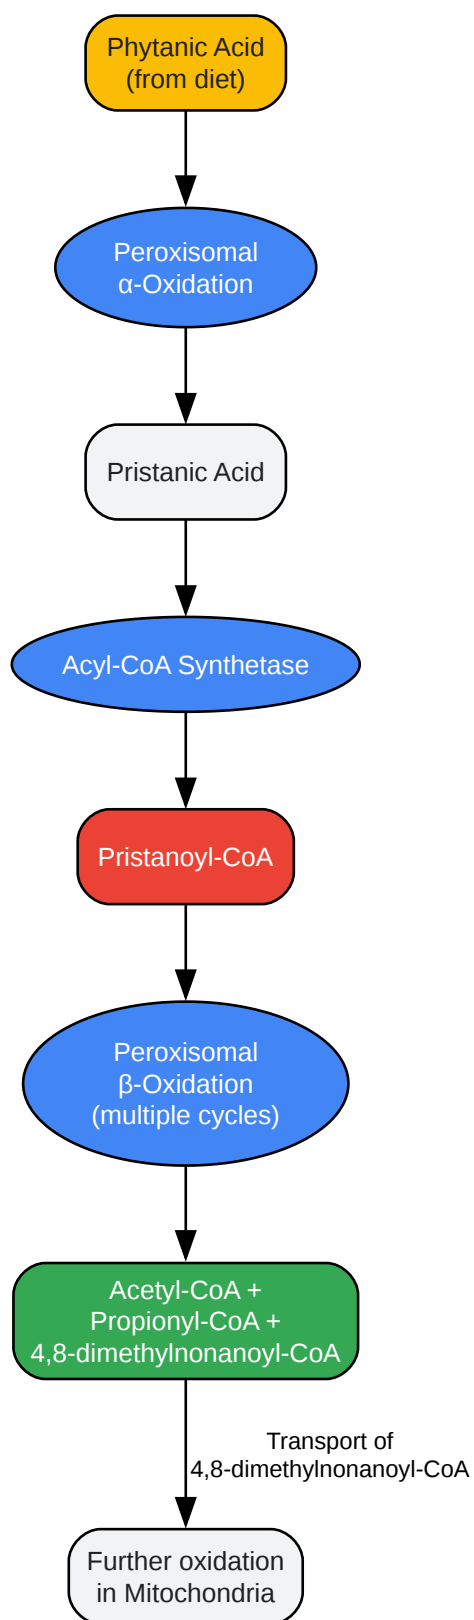 Phytanic Acid
(from diet)
Peroxisomal
α-Oxidation
Pristanic Acid
Acyl-CoA Synthetase
Pristanoyl-CoA
Peroxisomal
β-Oxidation
(multiple cycles)
Acetyl-CoA +
Propionyl-CoA +
4,8-dimethylnonanoyl-CoA
Transport of
4,8-dimethylnonanoyl-CoA
Further oxidation
in Mitochondria